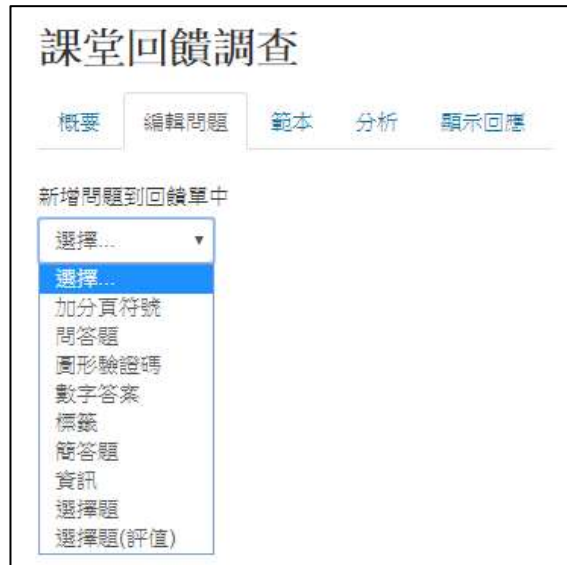 課堂回饋調查
概要 編輯問題 範本 分析 顯示回應
新增問題到回饋單中
選擇...
選擇...
加分頁符號
問答題
圖形驗證碼
數字答案
標籤
簡答題
資訊
選擇題
選擇題(評值)